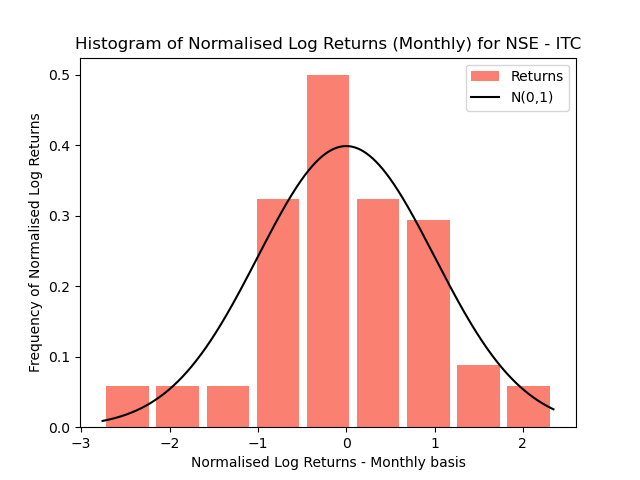 Histogram of Normalised Log Returns (Monthly) for NSE - ITC
Returns
N(0,1)
Frequency of Normalised Log Returns
0.5
0.4
0.3
0.2
0.1
0.0
−3 −2 −1 0 1 2
Normalised Log Returns - Monthly basis